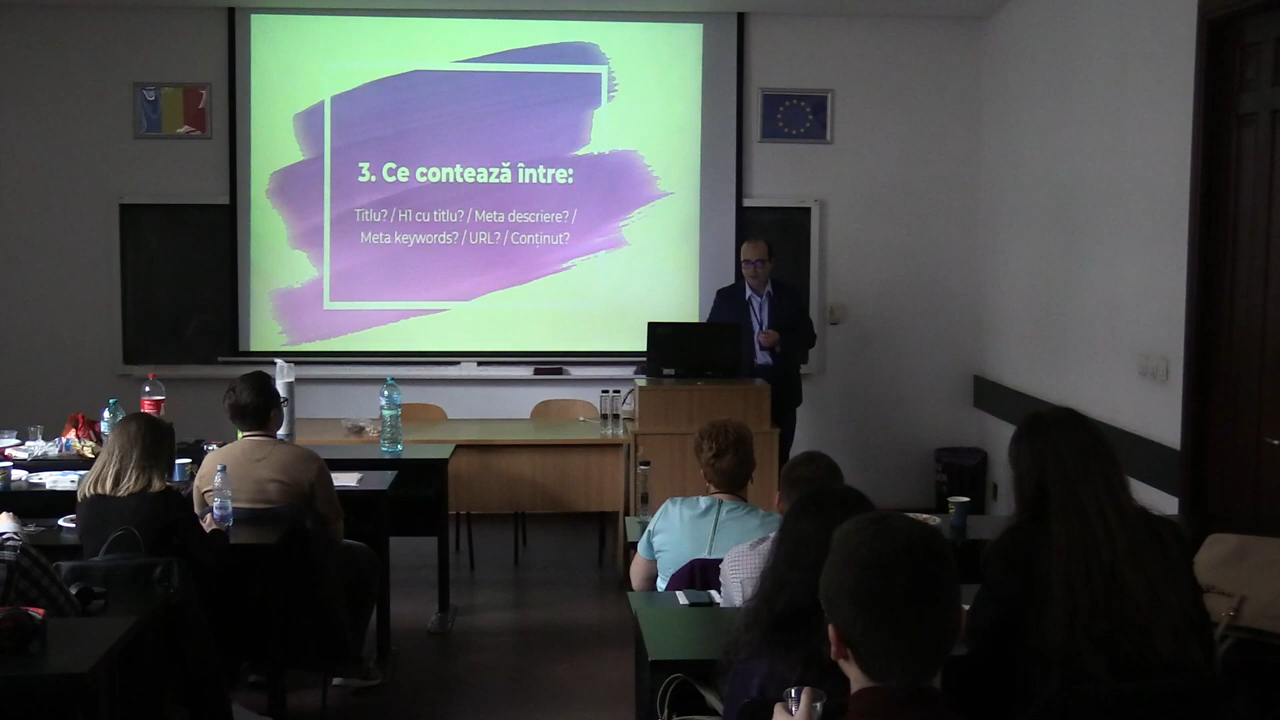 3. Ce contează între:
Titlu? / H1 cu titlu? / Meta descriere? /
Meta keywords? / URL? / Conținut?